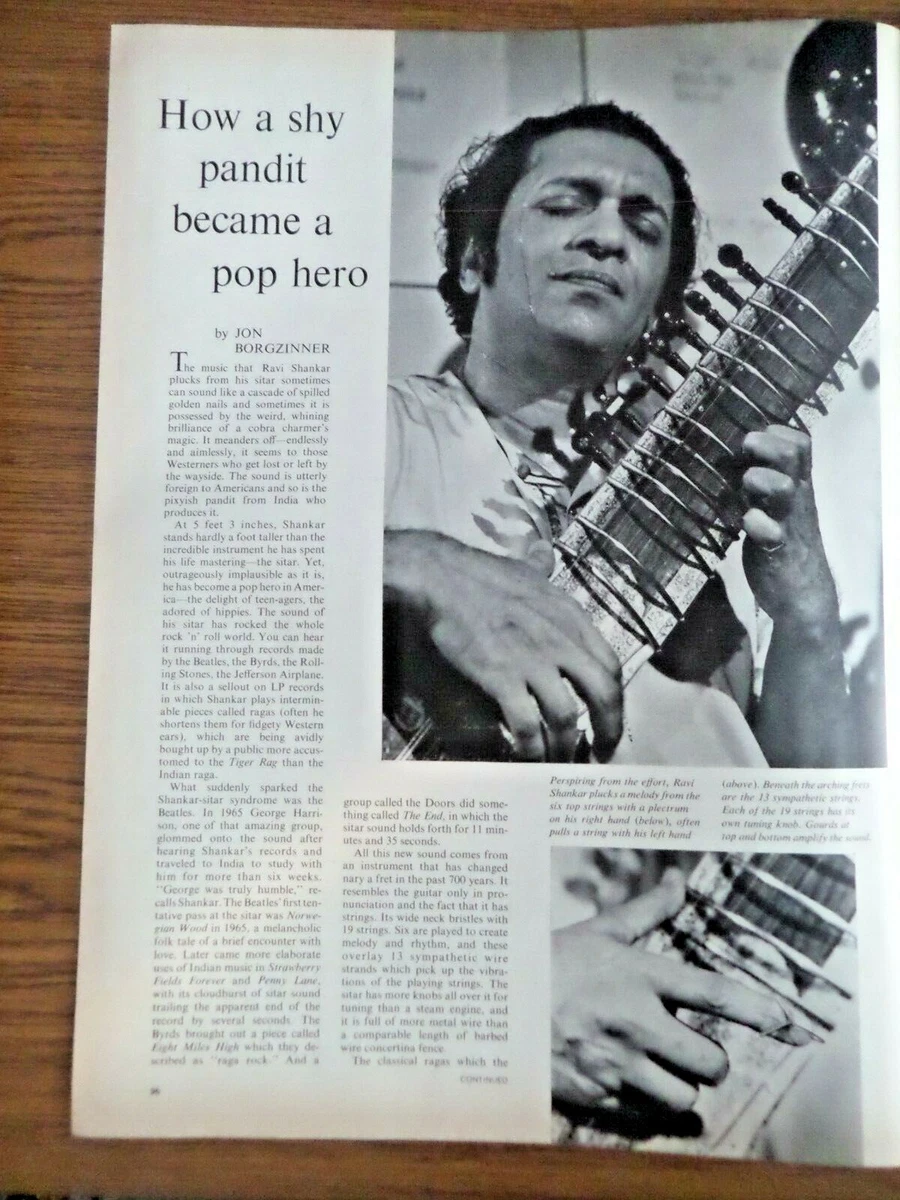 How a shy
pandit
became a
pop hero
by JON
BORGZINNER
The music that Ravi Shankar
plucks from his sitar sometimes
can sound like a cascade of spilled
golden nails and sometimes it is
possessed by the weird, whining
brilliance of a cobra charmer's
magic. It meanders off—endlessly
and aimlessly, it seems to those
Westerners who get lost or left by
the wayside. The sound is utterly
foreign to Americans and so is the
pixyish pandit from India who
produces it.
At 5 feet 3 inches, Shankar
stands hardly a foot taller than the
incredible instrument he has spent
his life mastering—the sitar. Yet,
outrageously implausible as it is,
he has become a pop hero in Amer-
ica—the delight of teen-agers, the
adored of hippies. The sound of
his sitar has rocked the whole
rock 'n' roll world. You can hear
it running through records made
by the Beatles, the Byrds, the Roll-
ing Stones, the Jefferson Airplane.
It is also a sellout on LP records
in which Shankar plays intermin-
able pieces called ragas (often he
shortens them for fidgety Western
ears), which are being avidly
bought up by a public more accus-
tomed to the Tiger Rag than the
Indian raga.
What suddenly sparked the
Shankar-sitar syndrome was the
Beatles. In 1965 George Harri-
son, one of that amazing group,
glommed onto the sound after
hearing Shankar's records and
traveled to India to study with
him for more than six weeks.
"George was truly humble," re-
calls Shankar. The Beatles' first ten-
tative pass at the sitar was Norwe-
gian Wood in 1965, a melancholic
folk tale of a brief encounter with
love. Later came more elaborate
uses of Indian music in Strawberry
Fields Forever and Penny Lane,
with its cloudburst of sitar sound
trailing the apparent end of the
record by several seconds. The
Byrds brought out a piece called
Eight Miles High which they de-
scribed as "raga rock." And a
group called the Doors did some-
thing called The End, in which the
sitar sound holds forth for 11 min-
utes and 35 seconds.
All this new sound comes from
an instrument that has changed
nary a fret in the past 700 years. It
resembles the guitar only in pro-
nunciation and the fact that it has
strings. Its wide neck bristles with
19 strings. Six are played to create
melody and rhythm, and these
overlay 13 sympathetic wire
strands which pick up the vibra-
tions of the playing strings. The
sitar has more knobs all over it for
tuning than a steam engine, and
it is full of more metal wire than
a comparable length of barbed
wire concertina fence.
The classical ragas which the
CONTINUED
Perspiring from the effort, Ravi
Shankar plucks a melody from the
six top strings with a plectrum
on his right hand (below), often
pulls a string with his left hand
(above). Beneath the arching frets
are the 13 sympathetic strings.
Each of the 19 strings has its
own tuning knob. Gourds at
top and bottom amplify the sound.